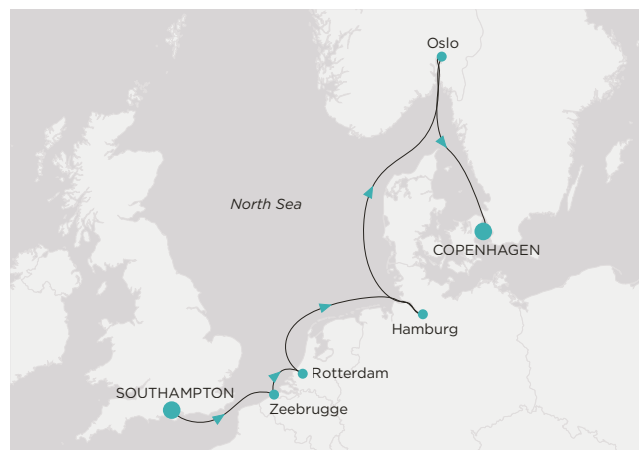 Oslo
North Sea
COPENHAGEN
Hamburg
Rotterdam
SOUTHAMPTON
Zeebrugge